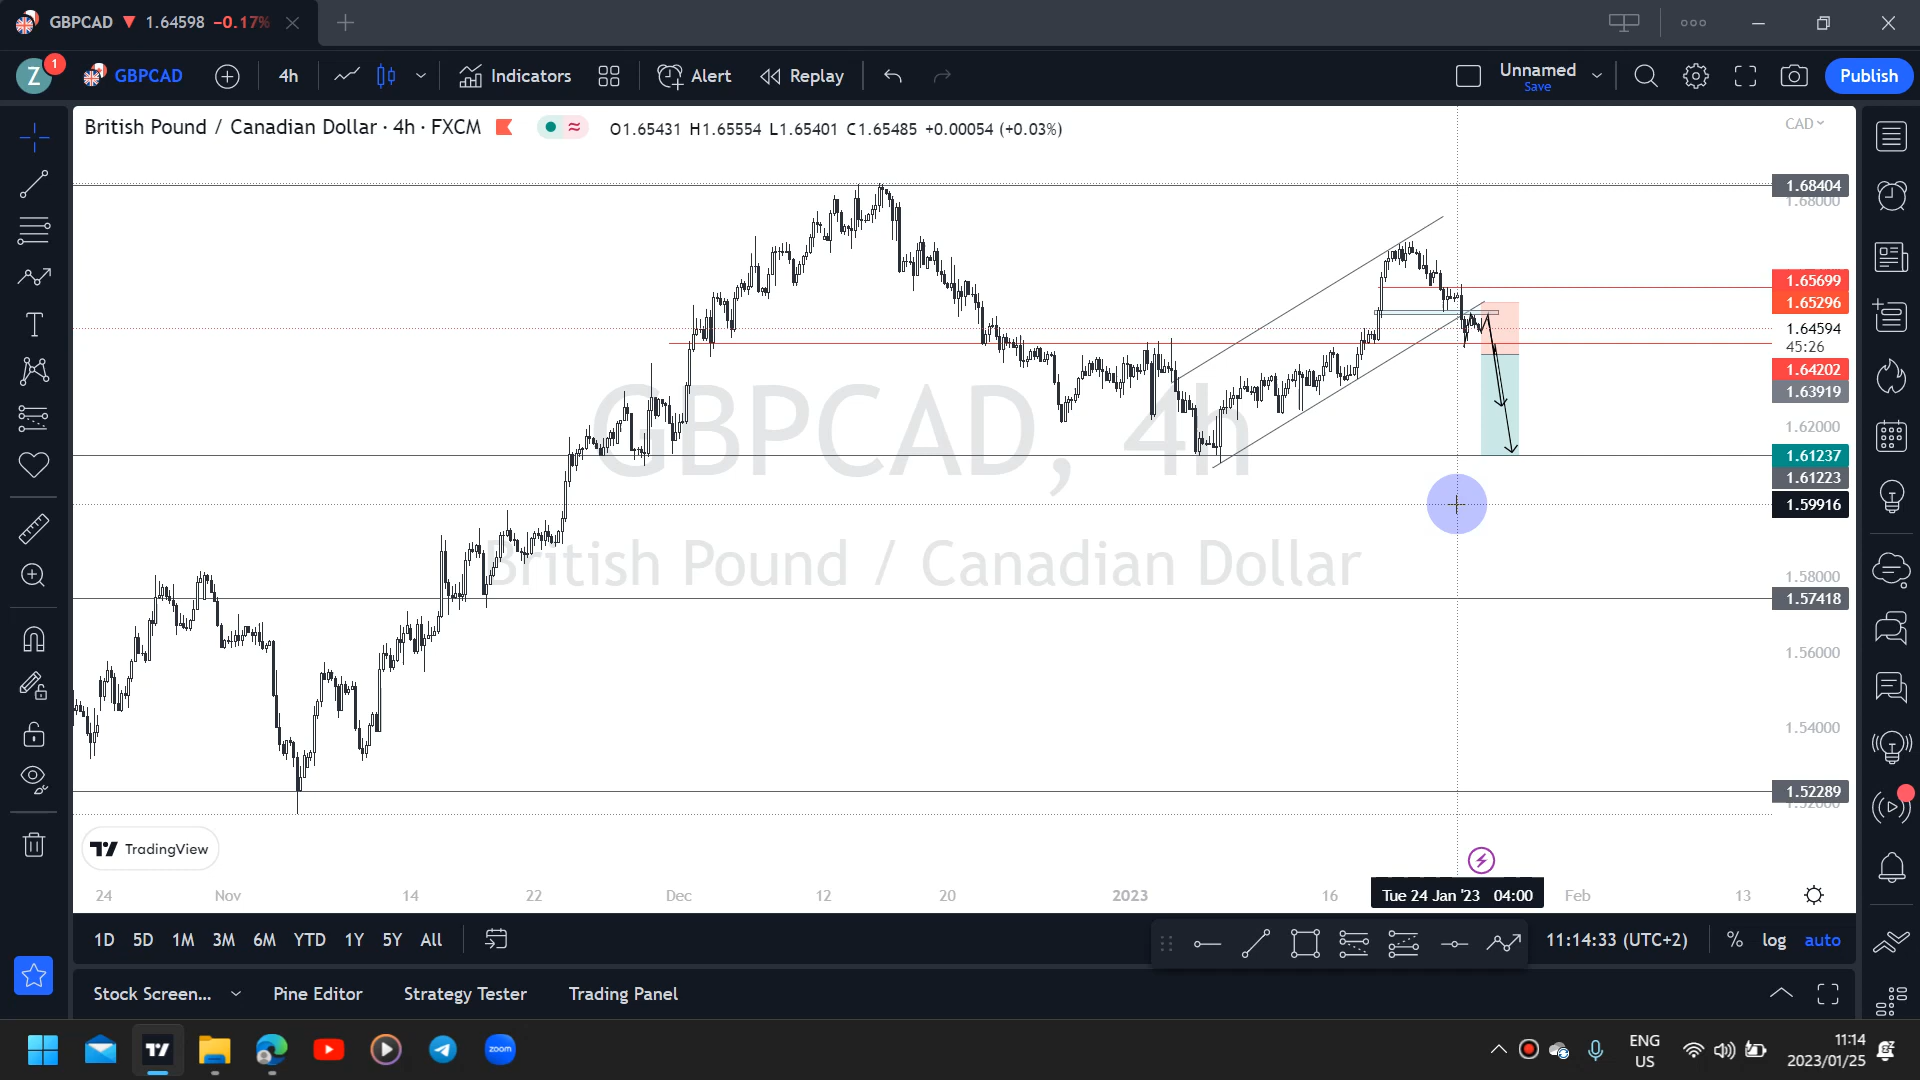 GBPCAD ▼ 1.64598 −0.17%
Z 1 GBPCAD 4h Indicators Alert Replay Unnamed Save Publish
British Pound / Canadian Dollar · 4h · FXCM O1.65431 H1.65554 L1.65401 C1.65485 +0.00054 (+0.03%) CAD
1.68404
1.68000
1.65699
1.65296
1.64594
45:26
1.64202
1.63919
1.62000
1.61237
1.61223
1.59916
1.58000
1.57418
1.56000
1.54000
1.52289
1.52000
GBPCAD, 4h
British Pound / Canadian Dollar
TradingView
24 Nov 14 22 Dec 12 20 2023 16 Tue 24 Jan '23 04:00 Feb 13
1D 5D 1M 3M 6M YTD 1Y 5Y All 11:14:33 (UTC+2) % log auto
Stock Screen... Pine Editor Strategy Tester Trading Panel
zoom
ENG
US
11:14
2023/01/25